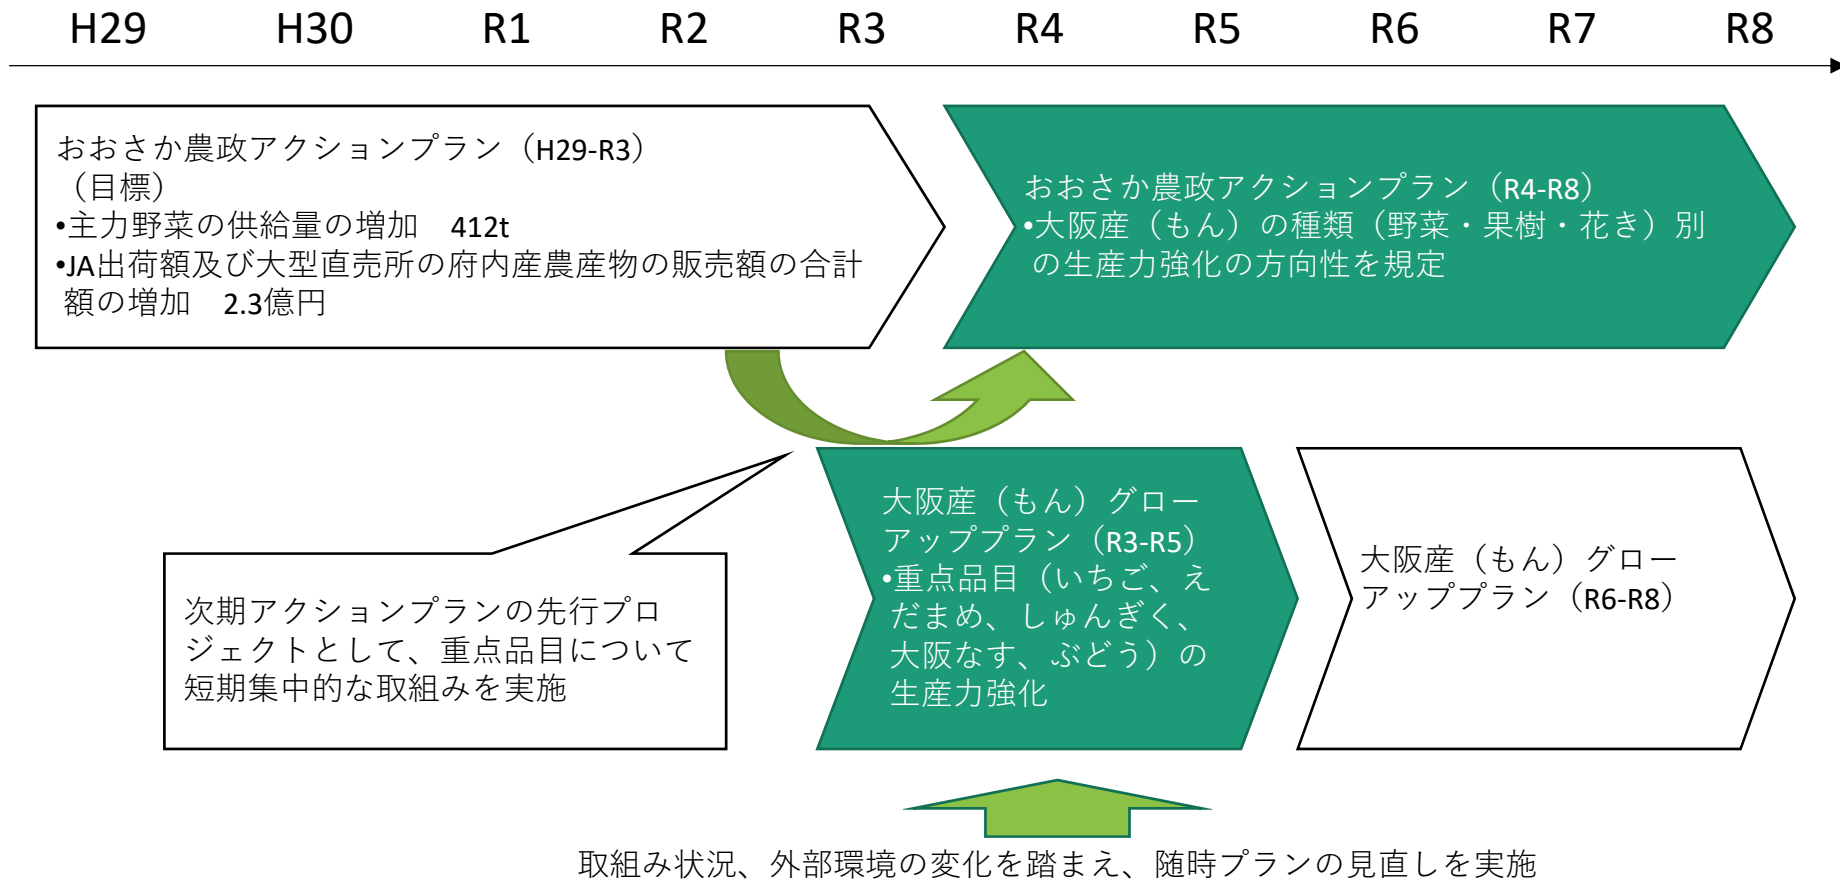 H29 H30 R1 R2 R3 R4 R5 R6 R7 R8
おおさか農政アクションプラン（H29-R3）
（目標）
•主力野菜の供給量の増加　412t
•JA出荷額及び大型直売所の府内産農産物の販売額の合計
額の増加　2.3億円
おおさか農政アクションプラン（R4-R8）
•大阪産（もん）の種類（野菜・果樹・花き）別
の生産力強化の方向性を規定
次期アクションプランの先行プロ
ジェクトとして、重点品目について
短期集中的な取組みを実施
大阪産（もん）グロー
アッププラン（R3-R5）
•重点品目（いちご、え
だまめ、しゅんぎく、
大阪なす、ぶどう）の
生産力強化
大阪産（もん）グロー
アッププラン（R6-R8）
取組み状況、外部環境の変化を踏まえ、随時プランの見直しを実施